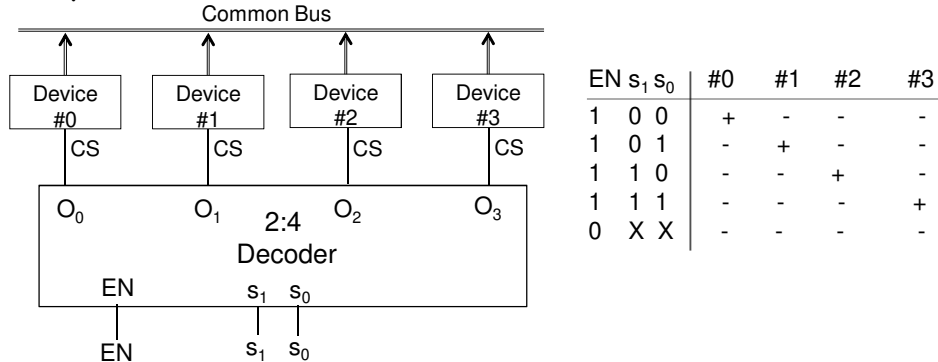 Common Bus
Device #0
Device #1
Device #2
Device #3
CS CS CS CS
O₀ O₁ O₂ O₃
2:4
Decoder
EN s₁ s₀
EN s₁ s₀
EN s₁ s₀ #0 #1 #2 #3
1 0 0 + - - -
1 0 1 - + - -
1 1 0 - - + -
1 1 1 - - - +
0 X X - - - -